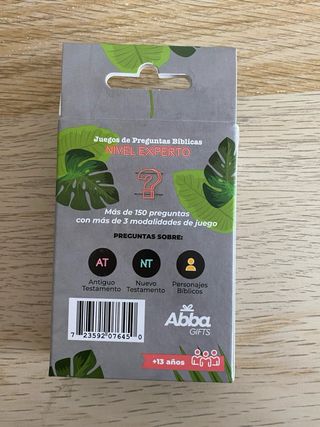 Juegos de Preguntas Bíblicas
NIVEL EXPERTO
?
Más de 150 preguntas
con más de 3 modalidades de juego
PREGUNTAS SOBRE:
AT
NT
Antiguo
Testamento
Nuevo
Testamento
Personajes
Bíblicos
7 23592 07645 0
Abba
GIFTS
+13 años